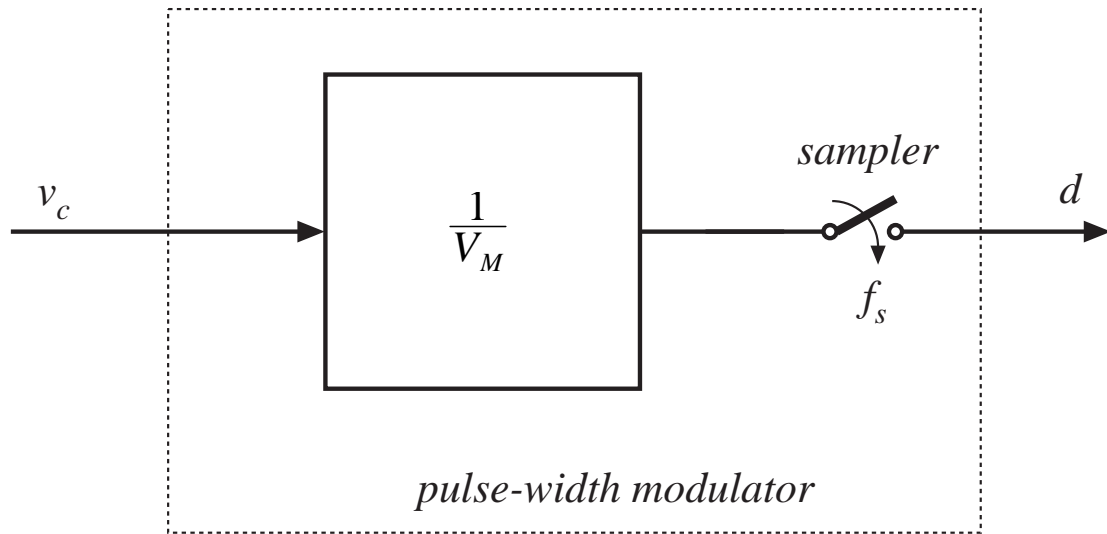 sampler
v_c
1
V_M
d
f_s
pulse-width modulator